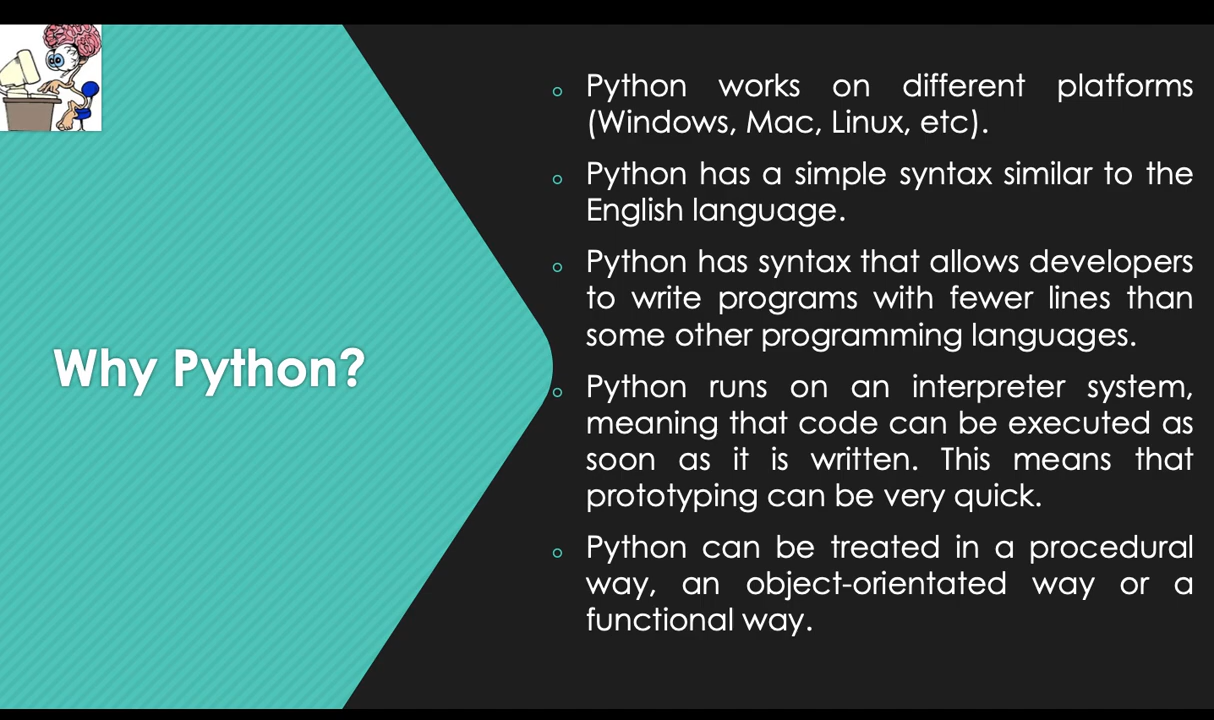 Why Python?
Python works on different platforms
(Windows, Mac, Linux, etc).
Python has a simple syntax similar to the
English language.
Python has syntax that allows developers
to write programs with fewer lines than
some other programming languages.
Python runs on an interpreter system,
meaning that code can be executed as
soon as it is written. This means that
prototyping can be very quick.
Python can be treated in a procedural
way, an object-orientated way or a
functional way.